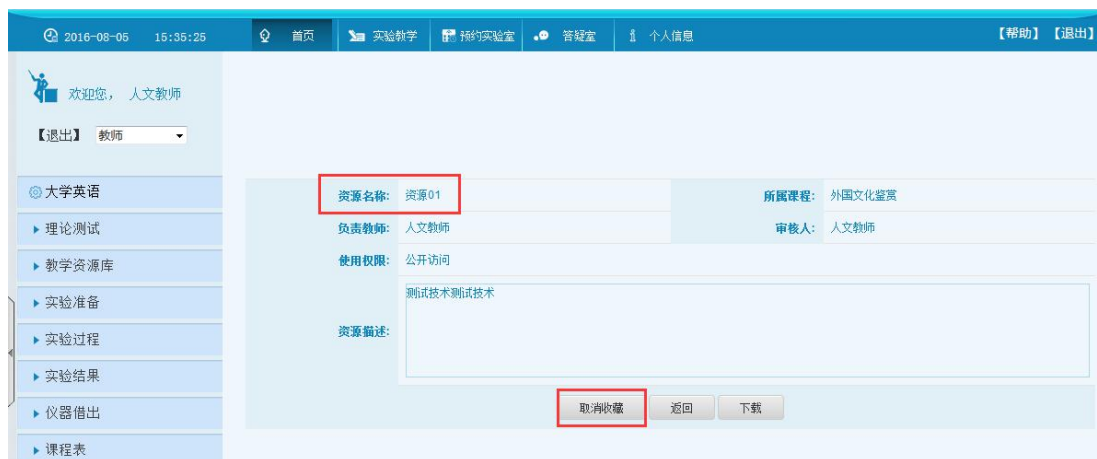 2016-08-05 15:35:25 首页 实验教学 预约实验室 答疑室 个人信息 【帮助】 【退出】
欢迎您， 人文教师
【退出】 教师
大学英语
理论测试
教学资源库
实验准备
实验过程
实验结果
仪器借出
课程表
资源名称: 资源01 所属课程: 外国文化鉴赏
负责教师: 人文教师 审核人: 人文教师
使用权限: 公开访问
资源描述: 测试技术测试技术
取消收藏 返回 下载